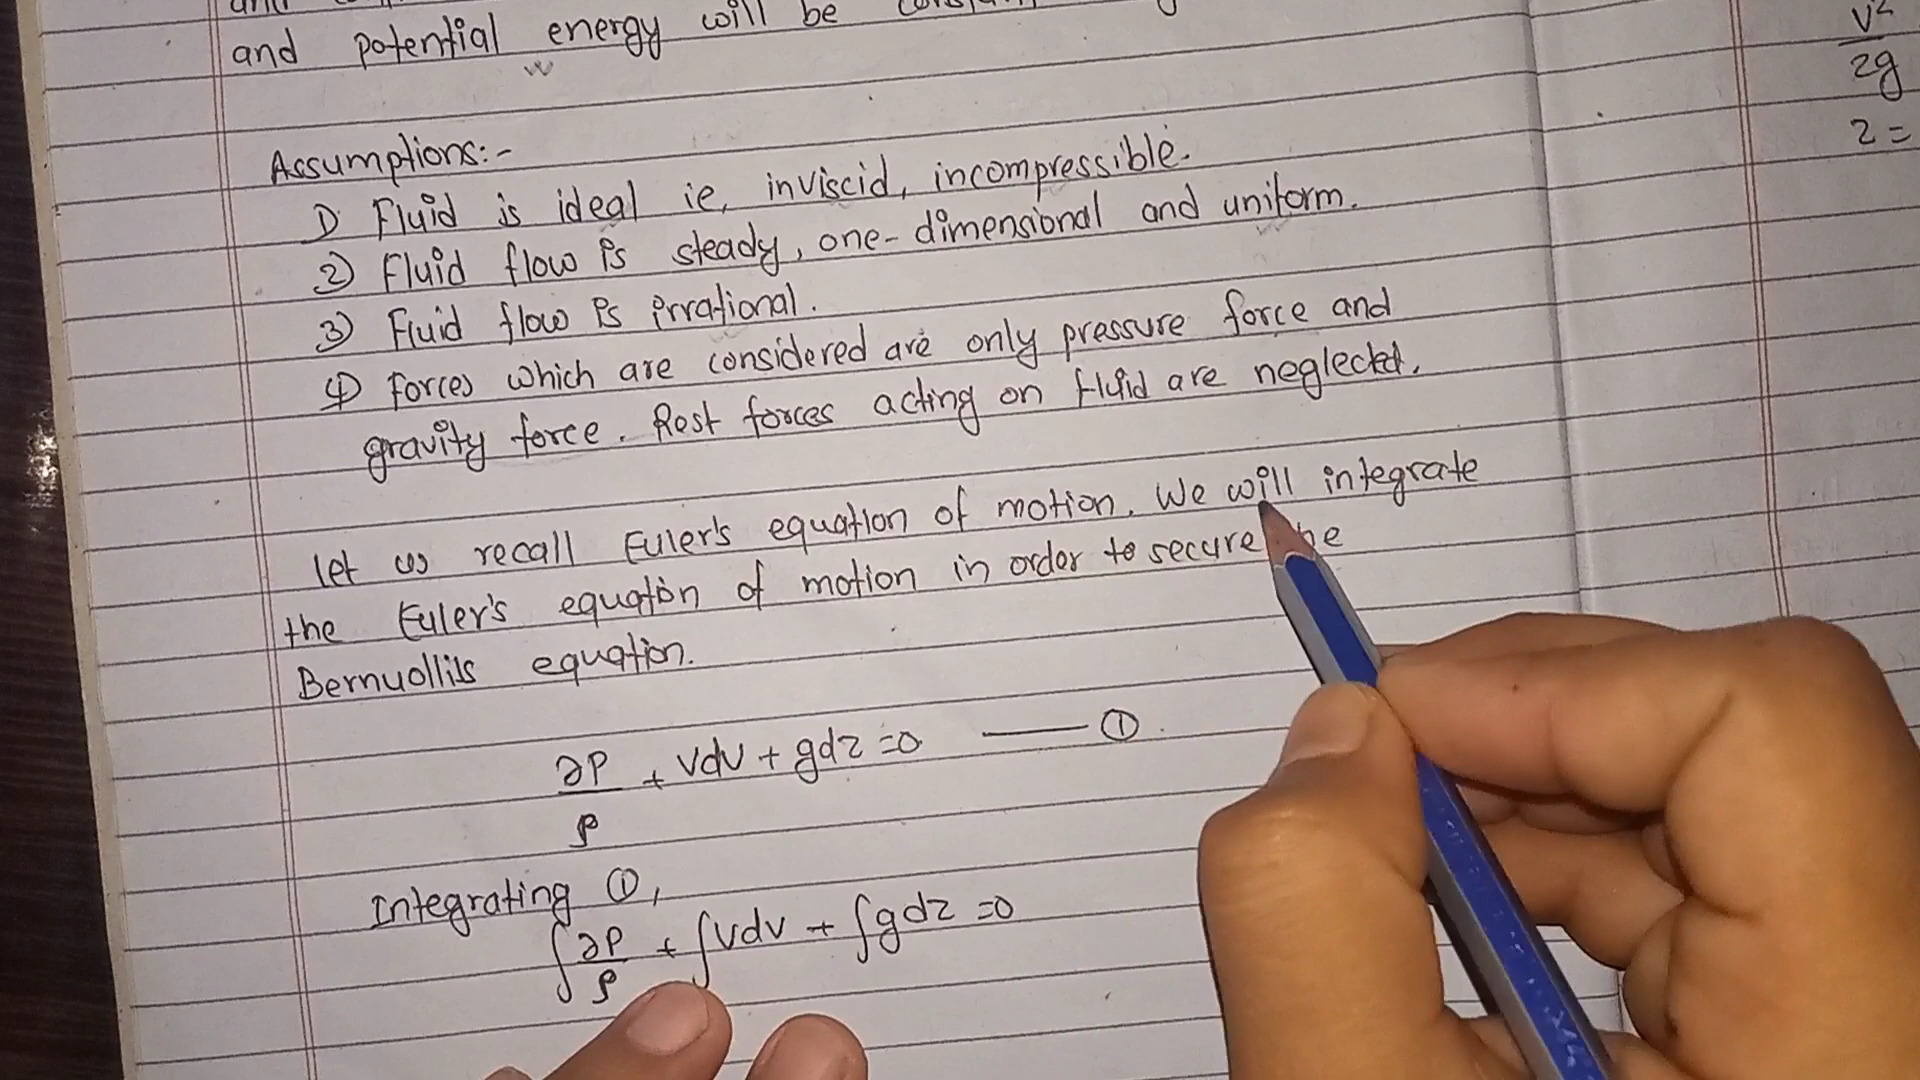 and potential energy will be
Assumptions:-
1) Fluid is ideal ie, inviscid, incompressible.
2) Fluid flow is steady, one-dimensional and uniform.
3) Fluid flow is irrational.
4) Forces which are considered are only pressure force and
gravity force. Rest forces acting on fluid are neglected.
Let us recall Euler's equation of motion. We will integrate
the Euler's equation of motion in order to secure the
Bernuollils equation.
∂P/ρ + vdv + gdz = 0 —— ①
Integrating ①,
∫∂P/ρ + ∫vdv + ∫gdz = 0
v²/2g
z =